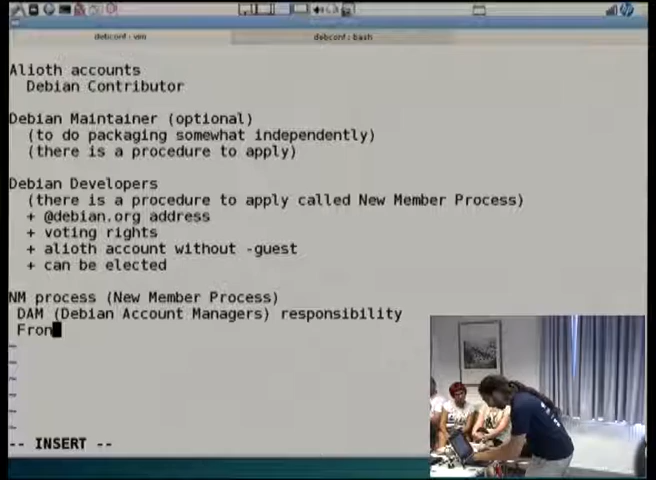 debconf: vim
debconf: bash
Alioth accounts
Debian Contributor
Debian Maintainer (optional)
(to do packaging somewhat independently)
(there is a procedure to apply)
Debian Developers
(there is a procedure to apply called New Member Process)
+ @debian.org address
+ voting rights
+ alioth account without -guest
+ can be elected
NM process (New Member Process)
DAM (Debian Account Managers) responsibility
Fron
~
~
~
~
~
~
-- INSERT --